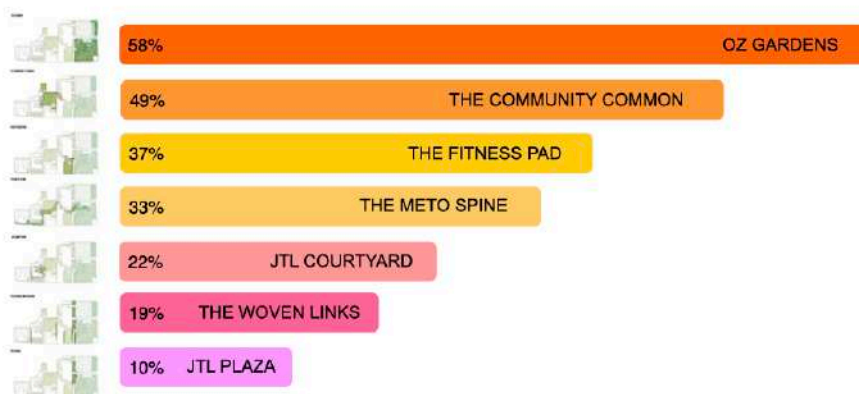 58% OZ GARDENS
49% THE COMMUNITY COMMON
37% THE FITNESS PAD
33% THE METO SPINE
22% JTL COURTYARD
19% THE WOVEN LINKS
10% JTL PLAZA